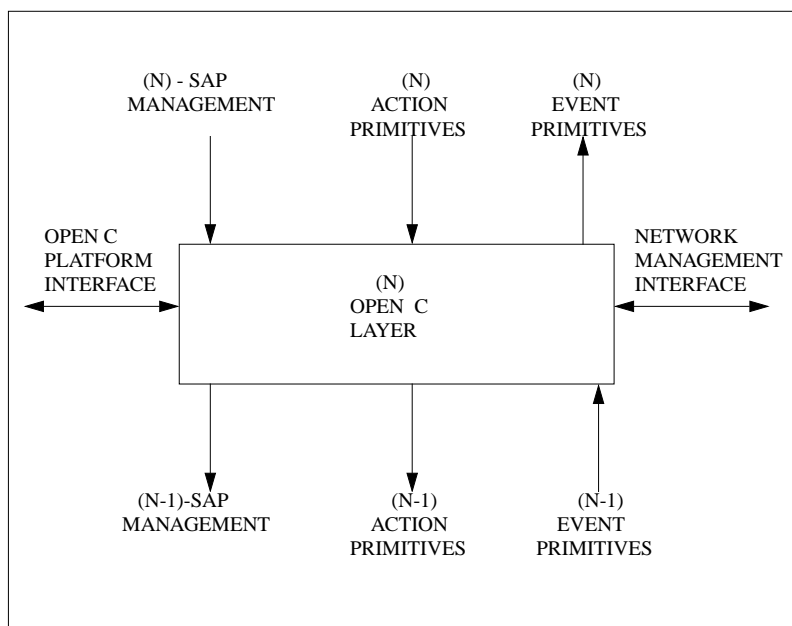 (N) - SAP
MANAGEMENT
(N)
ACTION
PRIMITIVES
(N)
EVENT
PRIMITIVES
OPEN C
PLATFORM
INTERFACE
(N)
OPEN C
LAYER
NETWORK
MANAGEMENT
INTERFACE
(N-1)-SAP
MANAGEMENT
(N-1)
ACTION
PRIMITIVES
(N-1)
EVENT
PRIMITIVES